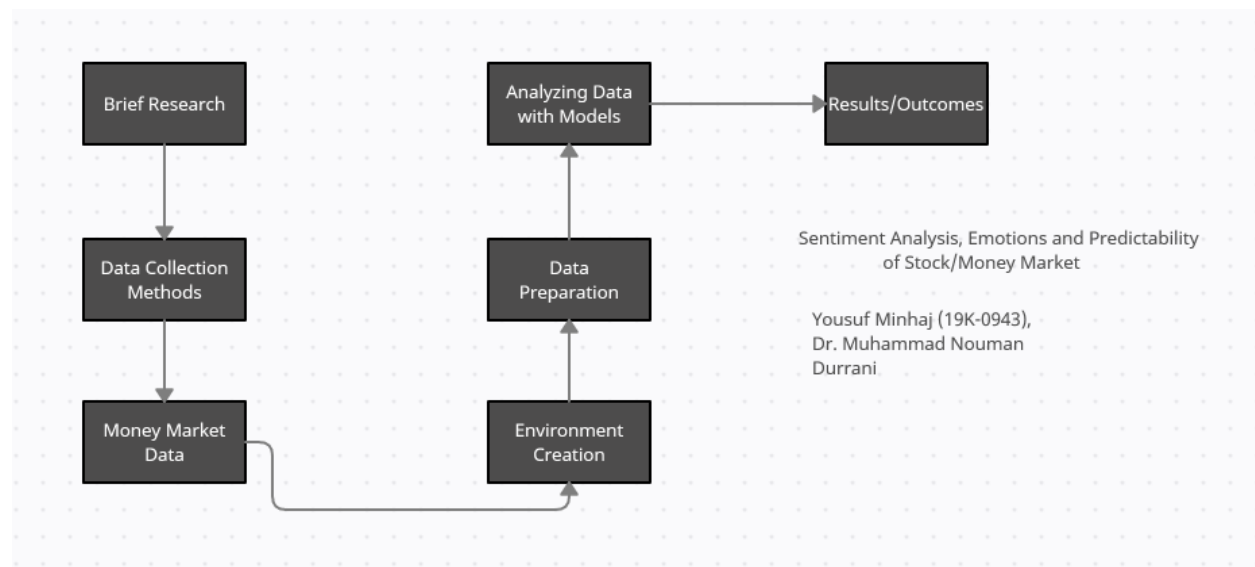 Brief Research
Data Collection
Methods
Money Market
Data
Environment
Creation
Data
Preparation
Analyzing Data
with Models
Results/Outcomes
Sentiment Analysis, Emotions and Predictability
of Stock/Money Market
Yousuf Minhaj (19K-0943),
Dr. Muhammad Nouman
Durrani